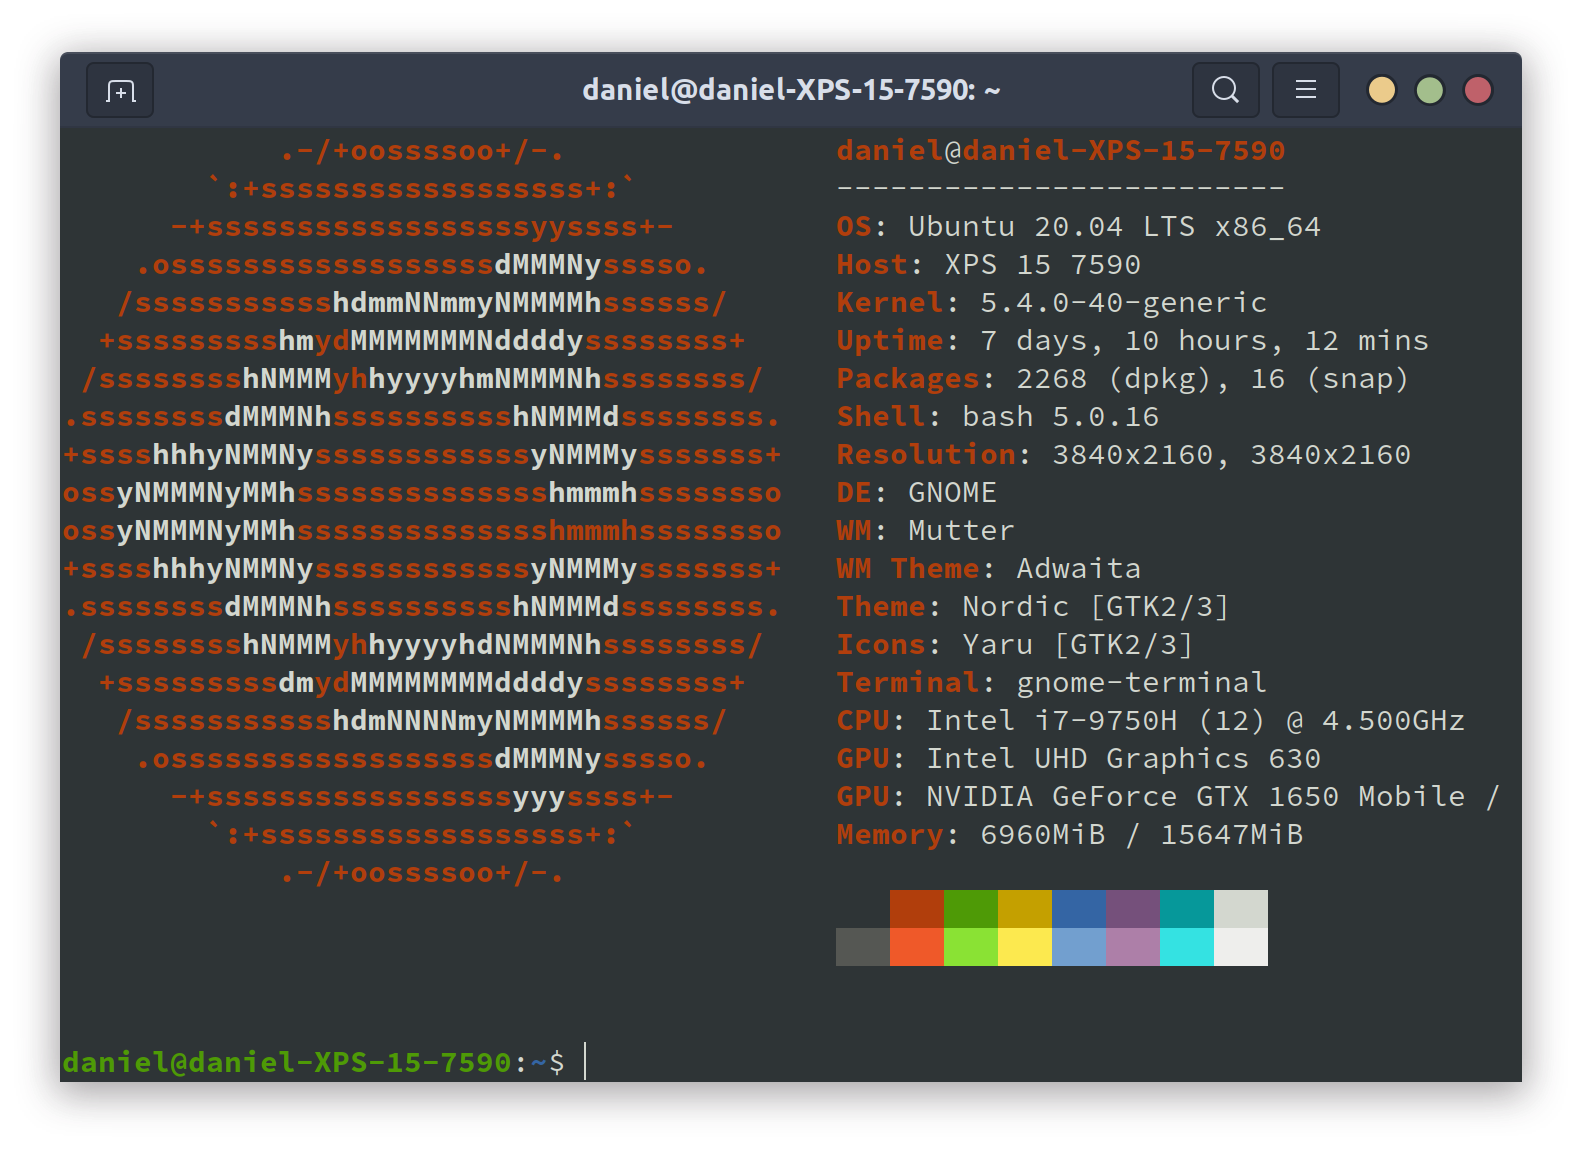 daniel@daniel-XPS-15-7590: ~
.-/+oossssoo+/-.
`:+ssssssssssssssssss+:`
-+ssssssssssssssssssyyssss+-
.ossssssssssssssssssdMMMNysssso.
/ssssssssssshdmmNNmmyNMMMMhssssss/
+ssssssssshmydMMMMMMMNddddyssssssss+
/sssssssshNMMMyhhyyyyhmNMMMNhssssssss/
.ssssssssdMMMNhsssssssssshNMMMdssssssss.
+sssshhhyNMMNyssssssssssssyNMMMysssssss+
ossyNMMMNyMMhsssssssssssssshmmmhssssssso
ossyNMMMNyMMhsssssssssssssshmmmhssssssso
+sssshhhyNMMNyssssssssssssyNMMMysssssss+
.ssssssssdMMMNhsssssssssshNMMMdssssssss.
/sssssssshNMMMyhhyyyyhdNMMMNhssssssss/
+sssssssssdmydMMMMMMMMddddyssssssss+
/ssssssssssshdmNNNNmyNMMMMhssssss/
.ossssssssssssssssssdMMMNysssso.
-+sssssssssssssssssyyyssss+-
`:+ssssssssssssssssss+:`
.-/+oossssoo+/-.
daniel@daniel-XPS-15-7590
-------------------------
OS: Ubuntu 20.04 LTS x86_64
Host: XPS 15 7590
Kernel: 5.4.0-40-generic
Uptime: 7 days, 10 hours, 12 mins
Packages: 2268 (dpkg), 16 (snap)
Shell: bash 5.0.16
Resolution: 3840x2160, 3840x2160
DE: GNOME
WM: Mutter
WM Theme: Adwaita
Theme: Nordic [GTK2/3]
Icons: Yaru [GTK2/3]
Terminal: gnome-terminal
CPU: Intel i7-9750H (12) @ 4.500GHz
GPU: Intel UHD Graphics 630
GPU: NVIDIA GeForce GTX 1650 Mobile /
Memory: 6960MiB / 15647MiB
daniel@daniel-XPS-15-7590:~$